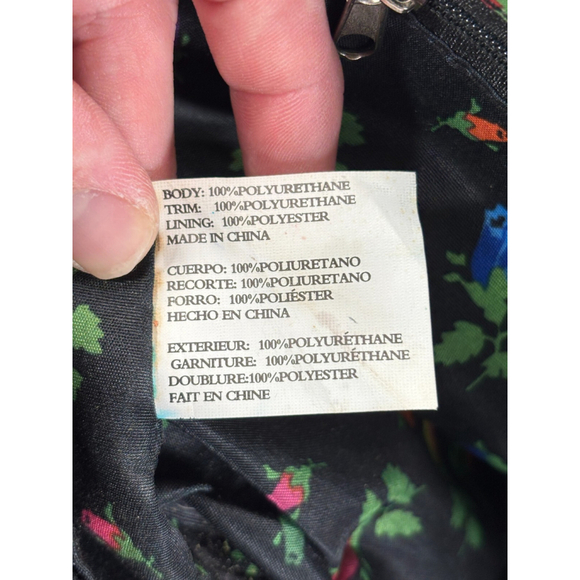 BODY: 100%POLYURETHANE
TRIM: 100%POLYURETHANE
LINING: 100%POLYESTER
MADE IN CHINA
CUERPO: 100%POLIURETANO
RECORTE: 100%POLIURETANO
FORRO: 100%POLIÉSTER
HECHO EN CHINA
EXTERIEUR: 100%POLYURÉTHANE
GARNITURE: 100%POLYURÉTHANE
DOUBLURE:100%POLYESTER
FAIT EN CHINE